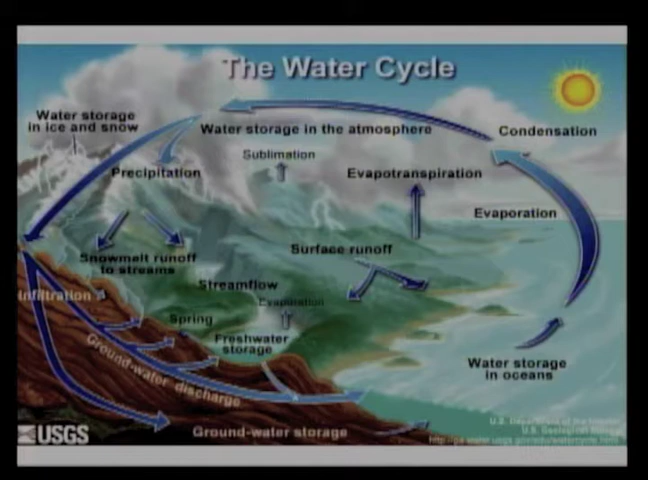 The Water Cycle
Water storage
in ice and snow
Water storage in the atmosphere
Condensation
Sublimation
Precipitation
Evapotranspiration
Evaporation
Surface runoff
Snowmelt runoff
to streams
Streamflow
Infiltration
Evaporation
Spring
Freshwater
storage
Ground-water discharge
Water storage
in oceans
U.S. Department of the Interior
U.S. Geological Survey
USGS
Ground-water storage